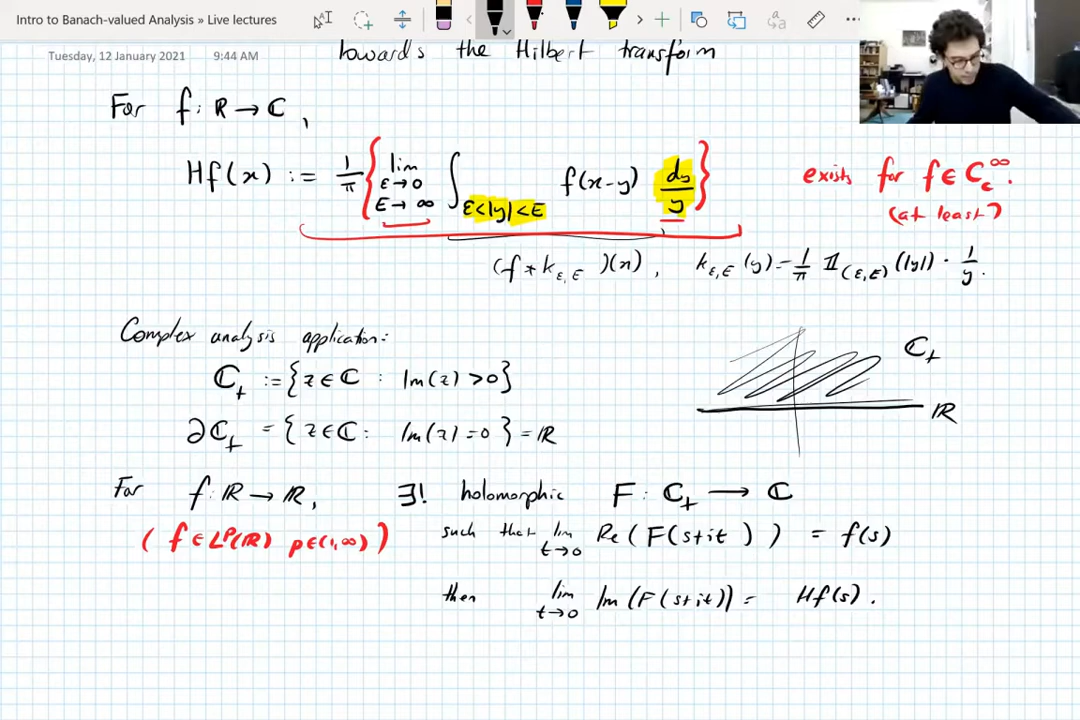 Intro to Banach-valued Analysis » Live lectures
towards the Hilbert transform
Tuesday, 12 January 2021 9:44 AM
For f: ℝ → ℂ,
Hf(x) := 1/π { lim ε→0 E→∞ ∫_{ε<|y|<E} f(x-y) dy/y } exists for f ∈ C_c^∞.
(at least)
(f * k_{ε,E})(x), k_{ε,E}(y) = 1/π 𝟙_{(ε,E)}(|y|) · 1/y.
Complex analysis application:
ℂ₊ := {z∈ℂ : Im(z) > 0} ℂ₊
∂ℂ₊ = {z∈ℂ: Im(z) = 0} = ℝ ℝ
For f: ℝ → ℝ, ∃! holomorphic F: ℂ₊ → ℂ
(f ∈ L^p(ℝ) p∈(1,∞)) such that lim t→0 Re(F(s+it)) = f(s)
then lim t→0 Im(F(s+it)) = Hf(s).